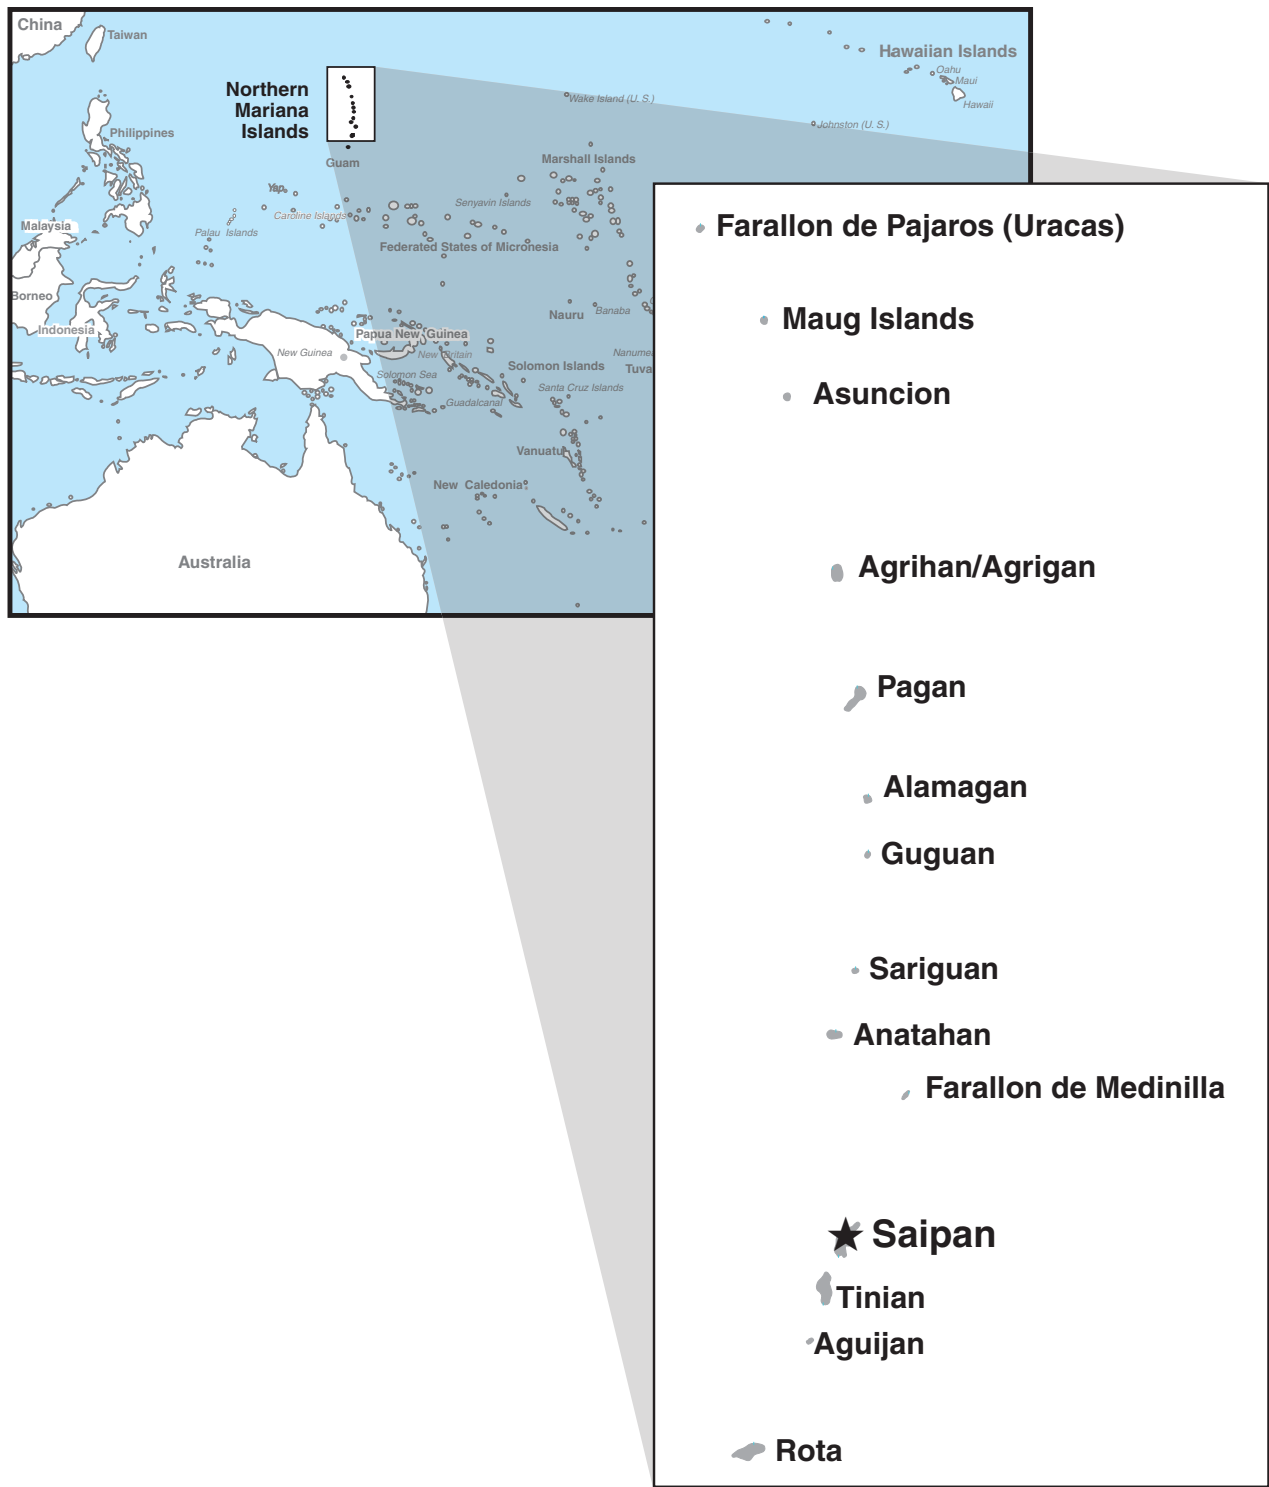 China
Taiwan
Hawaiian Islands
Oahu
Maui
Hawaii
Northern
Mariana
Islands
Wake Island (U. S.)
Johnston (U. S.)
Philippines
Guam
Marshall Islands
Yap
Senyavin Islands
Caroline Islands
Malaysia
Palau Islands
Federated States of Micronesia
Borneo
Nauru
Banaba
Indonesia
Papua New Guinea
New Guinea
New Britain
Nanumea
Solomon Islands
Tuva
Solomon Sea
Santa Cruz Islands
Guadalcanal
Vanuatu
New Caledonia
Australia
Farallon de Pajaros (Uracas)
Maug Islands
Asuncion
Agrihan/Agrigan
Pagan
Alamagan
Guguan
Sariguan
Anatahan
Farallon de Medinilla
Saipan
Tinian
Aguijan
Rota